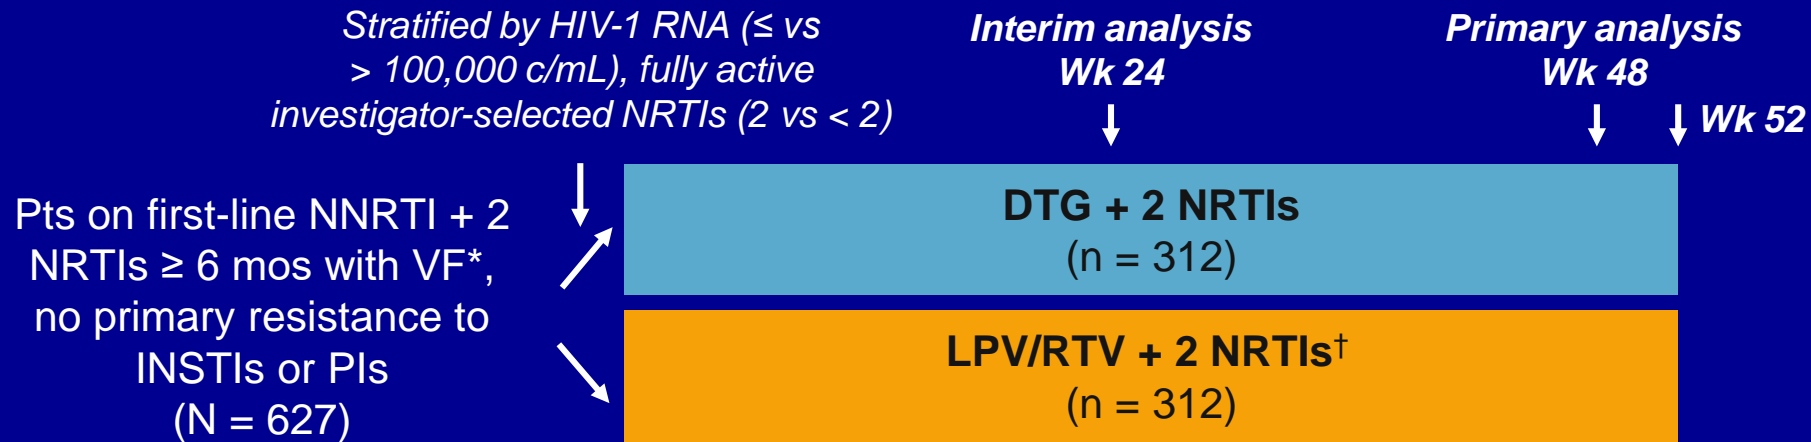 Stratified by HIV-1 RNA (≤ vs
> 100,000 c/mL), fully active
investigator-selected NRTIs (2 vs < 2)
Interim analysis
Wk 24
Primary analysis
Wk 48
Wk 52
Pts on first-line NNRTI + 2
NRTIs ≥ 6 mos with VF*,
no primary resistance to
INSTIs or PIs
(N = 627)
DTG + 2 NRTIs
(n = 312)
LPV/RTV + 2 NRTIs†
(n = 312)